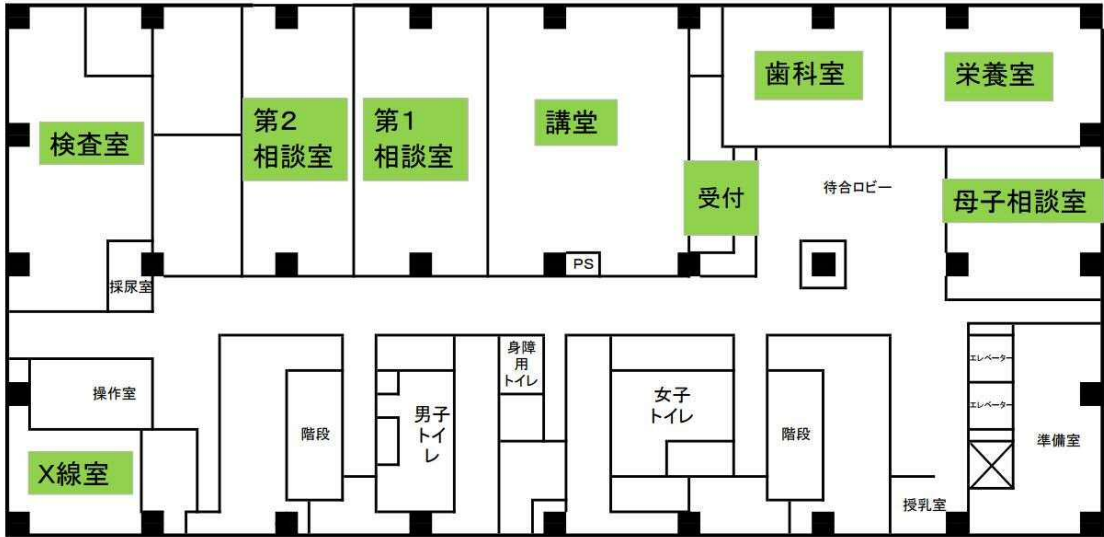 歯科室
栄養室
検査室
第２
相談室
第１
相談室
講堂
受付
待合ロビー
母子相談室
PS
採尿室
身障
用
トイレ
エレベーター
エレベーター
操作室
階段
男子
トイ
レ
女子
トイレ
階段
準備室
X線室
授乳室